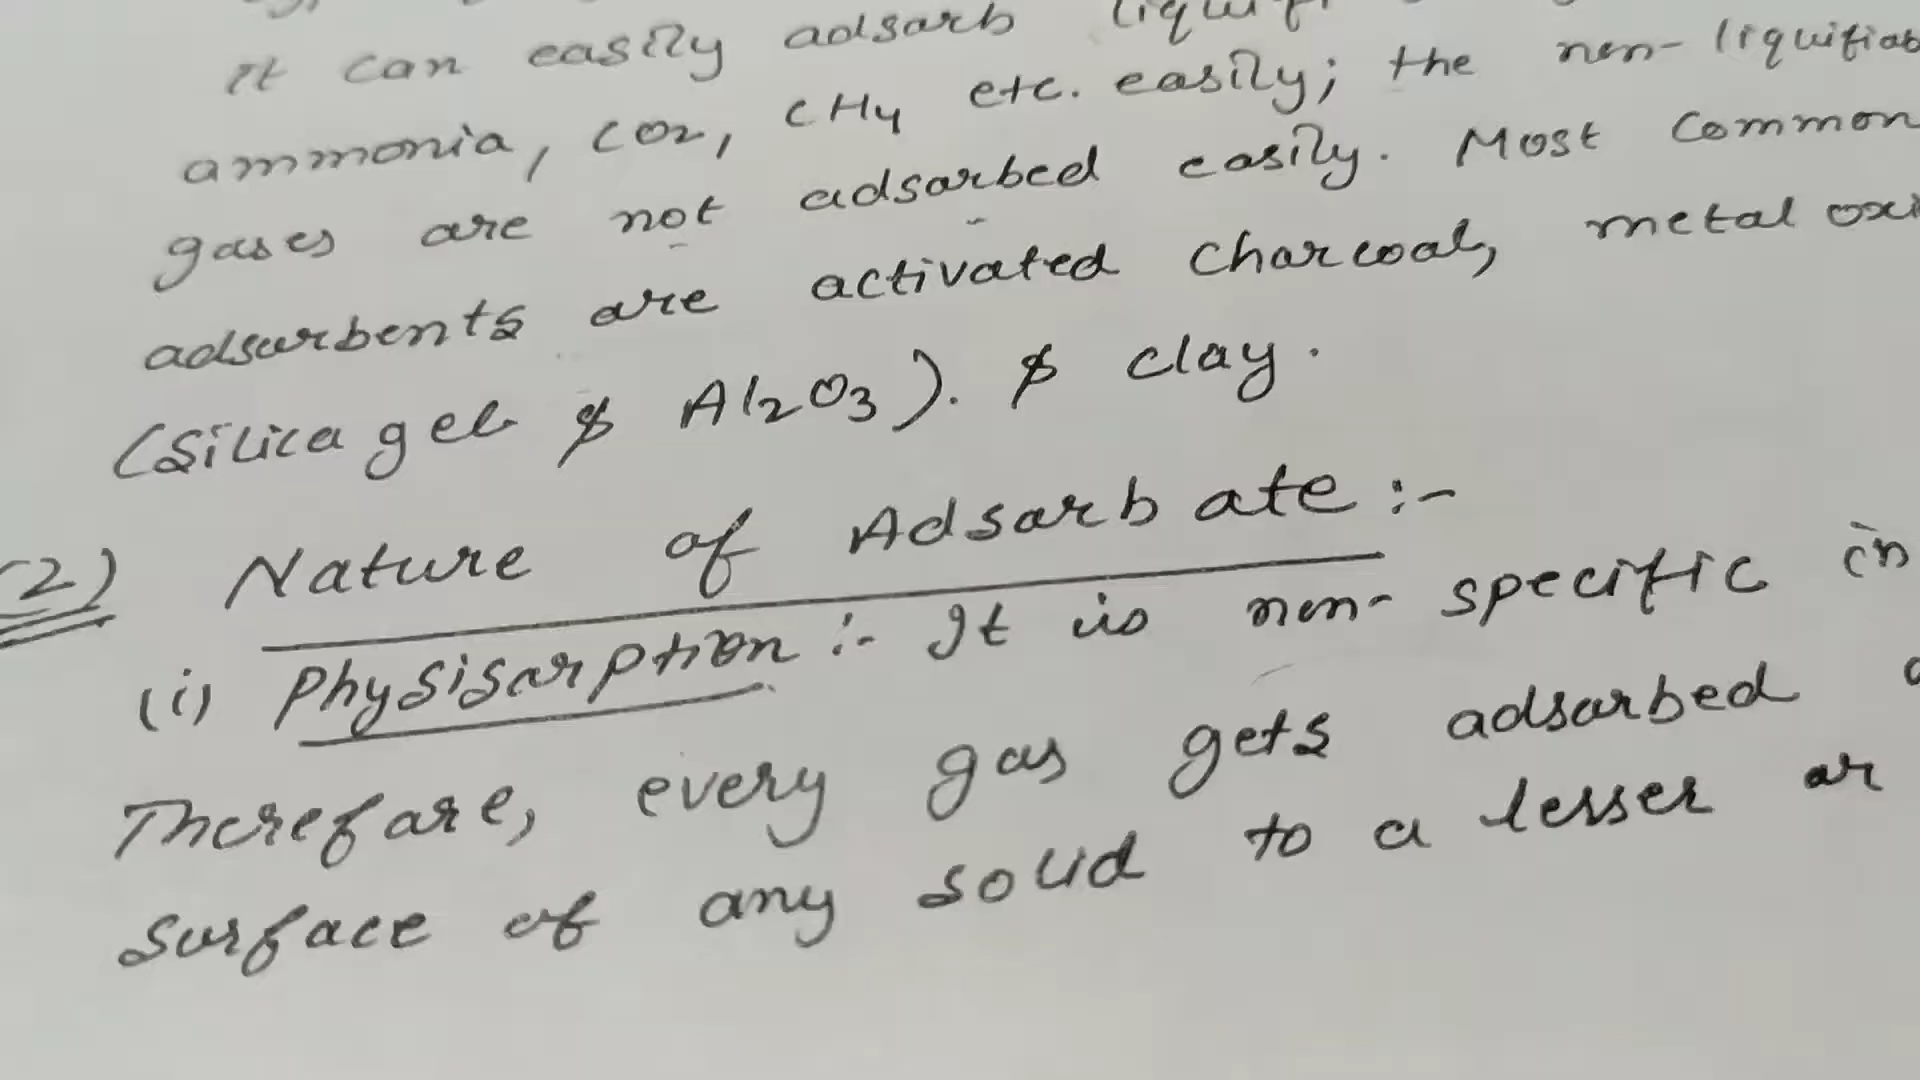 It can easily adsorb
ammonia, CO2, CH4 etc. easily; the non-liquifiab
gases are not adsorbed easily. Most common
adsorbents are activated charcoal, metal oxi
(Silica gel & Al2O3). & clay.
(2) Nature of Adsorbate :-
(i) Physisorption :- It is non-specific in
Therefore, every gas gets adsorbed
surface of any solid to a lesser or